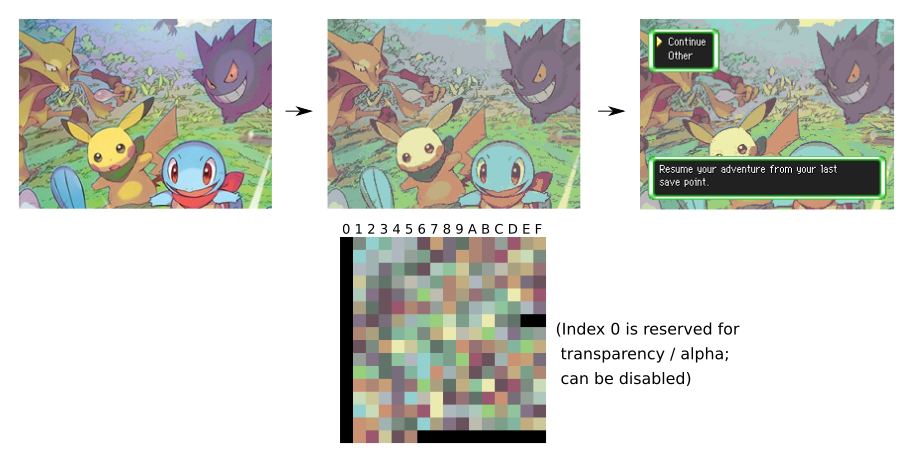 Continue
Other
Resume your adventure from your last
save point.
0 1 2 3 4 5 6 7 8 9 A B C D E F
(Index 0 is reserved for
transparency / alpha;
can be disabled)